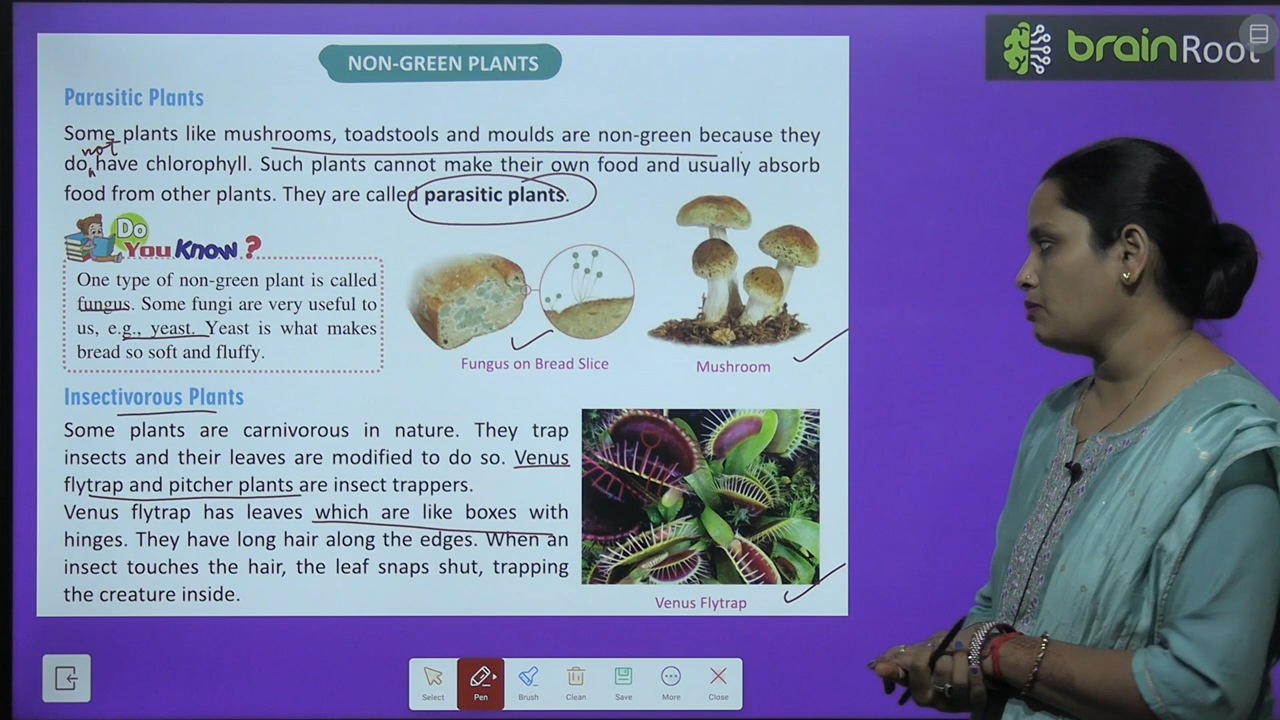 NON-GREEN PLANTS
brainRoot
Parasitic Plants
Some plants like mushrooms, toadstools and moulds are non-green because they
not
do have chlorophyll. Such plants cannot make their own food and usually absorb
food from other plants. They are called parasitic plants.
Do
You Know?
One type of non-green plant is called
fungus. Some fungi are very useful to
us, e.g., yeast. Yeast is what makes
bread so soft and fluffy.
Fungus on Bread Slice
Mushroom
Insectivorous Plants
Some plants are carnivorous in nature. They trap
insects and their leaves are modified to do so. Venus
flytrap and pitcher plants are insect trappers.
Venus flytrap has leaves which are like boxes with
hinges. They have long hair along the edges. When an
insect touches the hair, the leaf snaps shut, trapping
the creature inside.
Venus Flytrap
Select Pen Brush Clean Save More Close